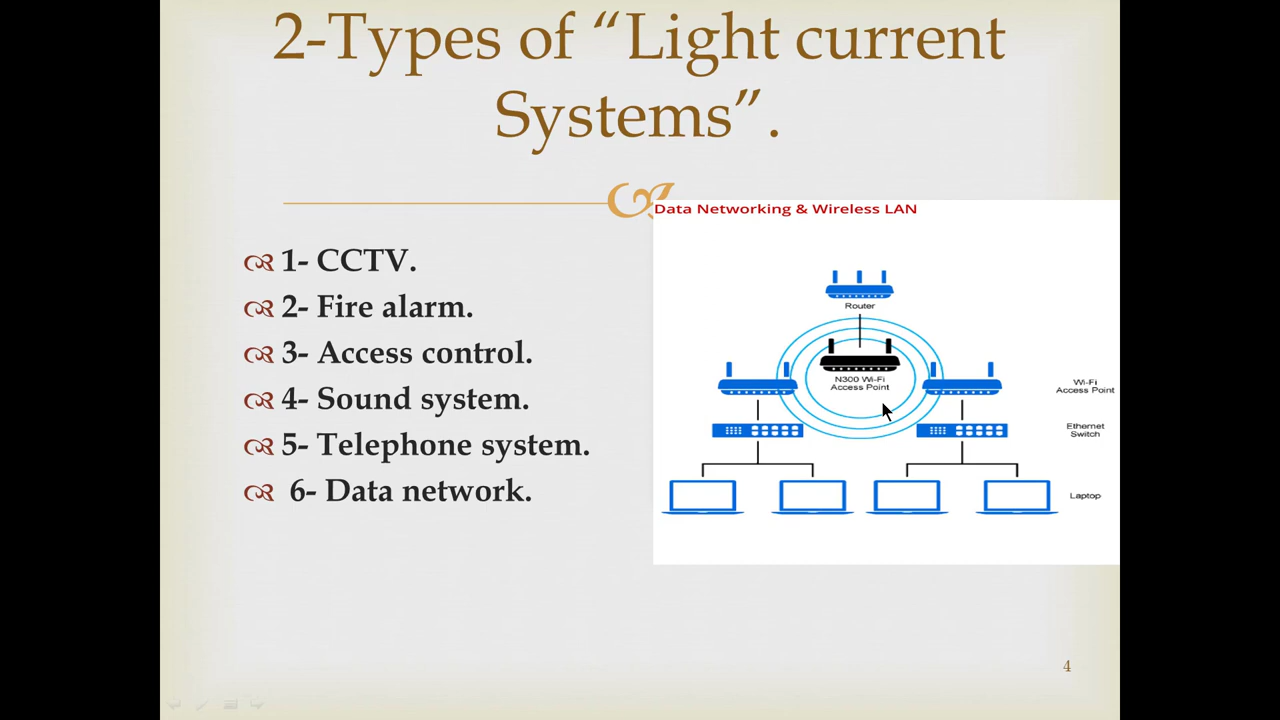 2-Types of “Light current
Systems”.
1- CCTV.
2- Fire alarm.
3- Access control.
4- Sound system.
5- Telephone system.
6- Data network.
Data Networking & Wireless LAN
Router
N300 Wi-Fi
Access Point
Wi-Fi
Access Point
Ethernet
Switch
Laptop
4